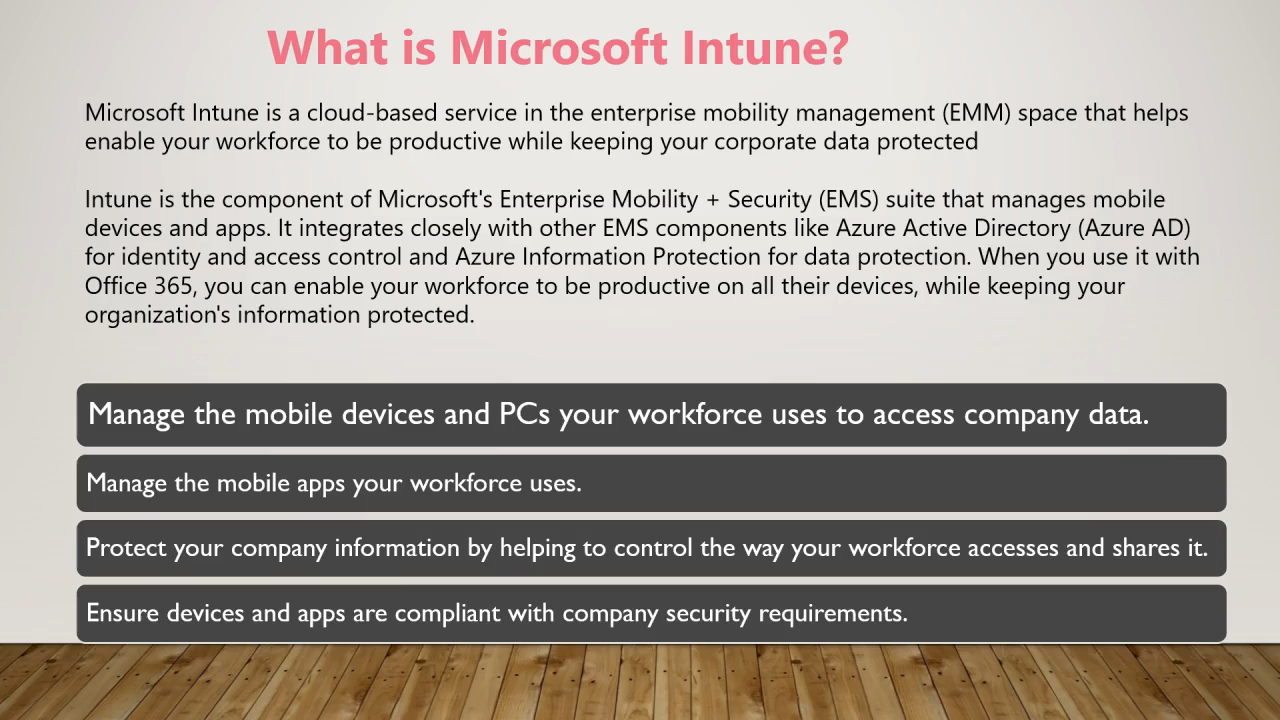 What is Microsoft Intune?
Microsoft Intune is a cloud-based service in the enterprise mobility management (EMM) space that helps
enable your workforce to be productive while keeping your corporate data protected
Intune is the component of Microsoft's Enterprise Mobility + Security (EMS) suite that manages mobile
devices and apps. It integrates closely with other EMS components like Azure Active Directory (Azure AD)
for identity and access control and Azure Information Protection for data protection. When you use it with
Office 365, you can enable your workforce to be productive on all their devices, while keeping your
organization's information protected.
Manage the mobile devices and PCs your workforce uses to access company data.
Manage the mobile apps your workforce uses.
Protect your company information by helping to control the way your workforce accesses and shares it.
Ensure devices and apps are compliant with company security requirements.